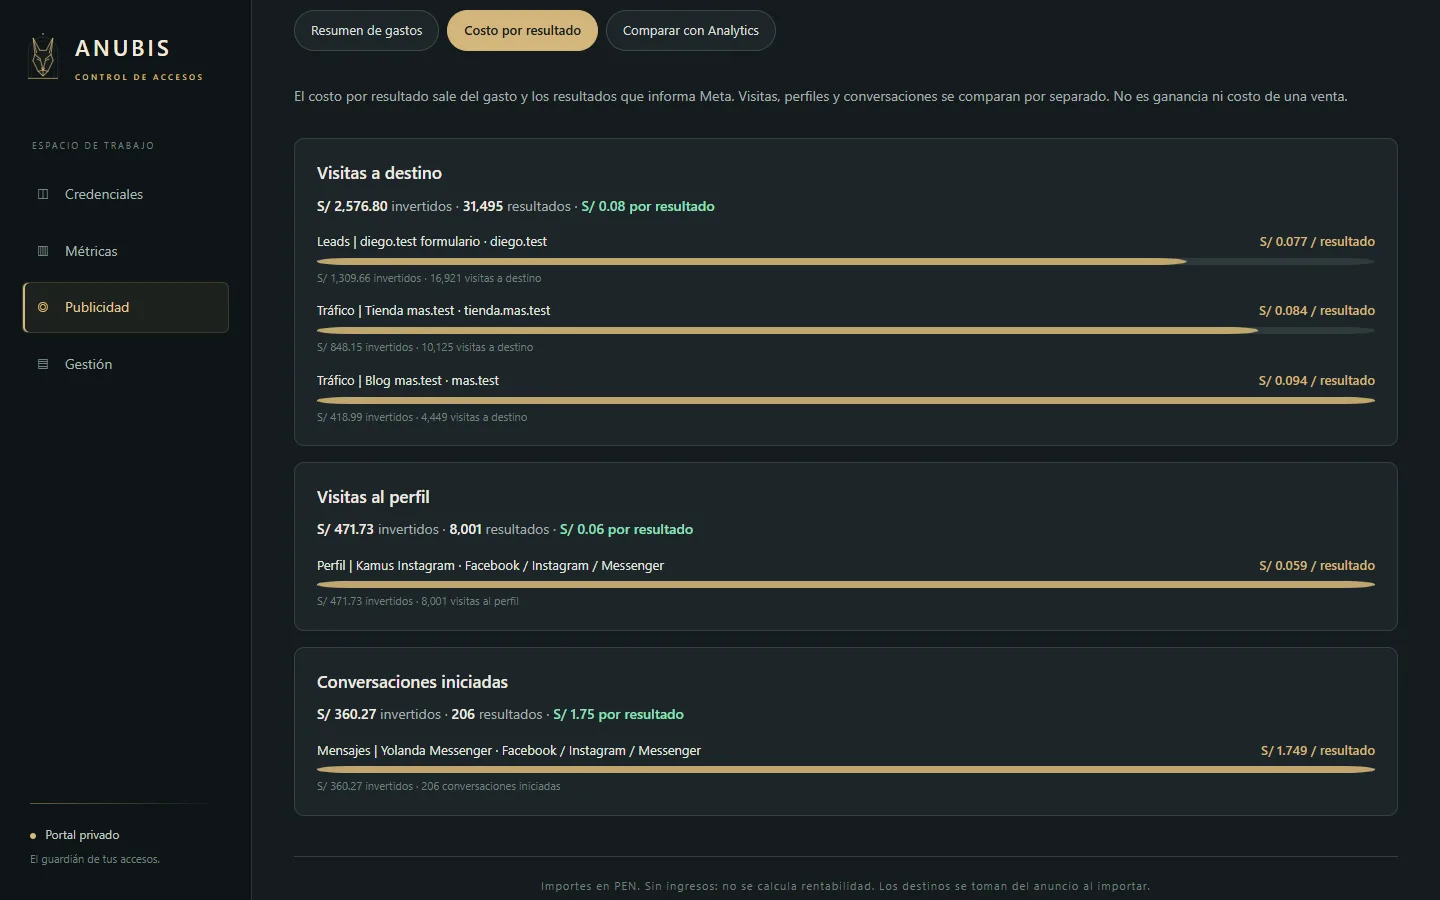 ANUBIS
CONTROL DE ACCESOS
ESPACIO DE TRABAJO
Credenciales
Métricas
Publicidad
Gestión
Portal privado
El guardián de tus accesos.
Resumen de gastos
Costo por resultado
Comparar con Analytics
El costo por resultado sale del gasto y los resultados que informa Meta. Visitas, perfiles y conversaciones se comparan por separado. No es ganancia ni costo de una venta.
Visitas a destino
S/ 2,576.80 invertidos · 31,495 resultados · S/ 0.08 por resultado
Leads | diego.test formulario · diego.test S/ 0.077 / resultado
S/ 1,309.66 invertidos · 16,921 visitas a destino
Tráfico | Tienda mas.test · tienda.mas.test S/ 0.084 / resultado
S/ 848.15 invertidos · 10,125 visitas a destino
Tráfico | Blog mas.test · mas.test S/ 0.094 / resultado
S/ 418.99 invertidos · 4,449 visitas a destino
Visitas al perfil
S/ 471.73 invertidos · 8,001 resultados · S/ 0.06 por resultado
Perfil | Kamus Instagram · Facebook / Instagram / Messenger S/ 0.059 / resultado
S/ 471.73 invertidos · 8,001 visitas al perfil
Conversaciones iniciadas
S/ 360.27 invertidos · 206 resultados · S/ 1.75 por resultado
Mensajes | Yolanda Messenger · Facebook / Instagram / Messenger S/ 1.749 / resultado
S/ 360.27 invertidos · 206 conversaciones iniciadas
Importes en PEN. Sin ingresos: no se calcula rentabilidad. Los destinos se toman del anuncio al importar.